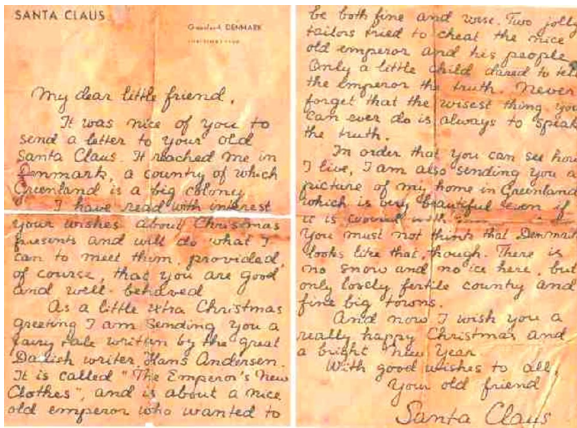 SANTA CLAUS
Greenland, DENMARK
My dear little friend,
It was nice of you to
send a letter to your old
Santa Claus. It reached me in
Denmark, a country of which
Greenland is a big colony
I have read with interest
your wishes about Christmas
presents and will do what I
can to meet them, provided,
of course, that you are good
and well-behaved
As a little extra Christmas
greeting I am sending you a
fairy tale written by the great
Danish writer Hans Andersen.
It is called "The Emperor's New
Clothes", and is about a nice
old emperor who wanted to
be both fine and wise. Two jolly
tailors tried to cheat the nice
old emperor and his people
Only a little child dared to tell
the emperor the truth. Never
forget that the wisest thing you
can ever do is always to speak
the truth.
In order that you can see how
I live, I am also sending you a
picture of my home in Greenland
which is very beautiful even if
it is with
You must not think that Denmark
looks like that, though. There is
no snow and no ice here, but
only lovely fertile country and
fine big towns.
And now I wish you a
really happy Christmas and
a bright New Year
With good wishes to all,
Your old friend
Santa Claus